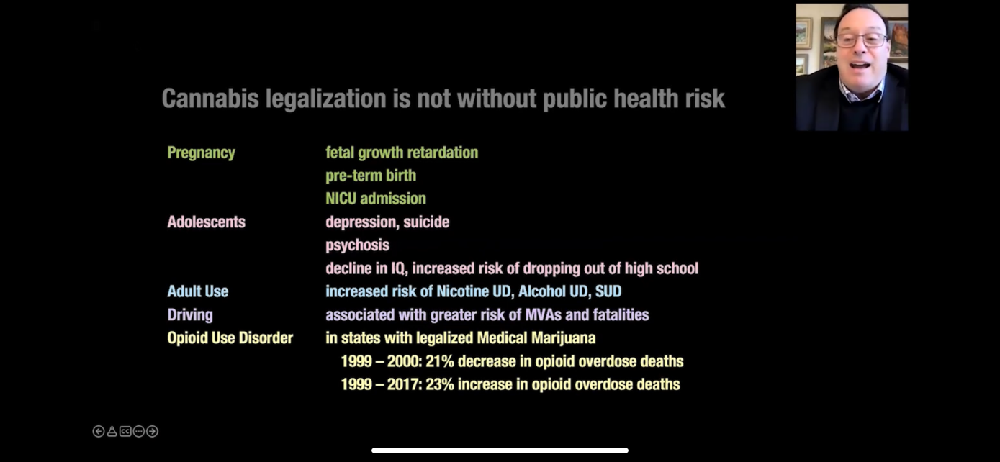 Cannabis legalization is not without public health risk
Pregnancy fetal growth retardation
pre-term birth
NICU admission
Adolescents depression, suicide
psychosis
decline in IQ, increased risk of dropping out of high school
Adult Use increased risk of Nicotine UD, Alcohol UD, SUD
Driving associated with greater risk of MVAs and fatalities
Opioid Use Disorder in states with legalized Medical Marijuana
1999 – 2000: 21% decrease in opioid overdose deaths
1999 – 2017: 23% increase in opioid overdose deaths
CC